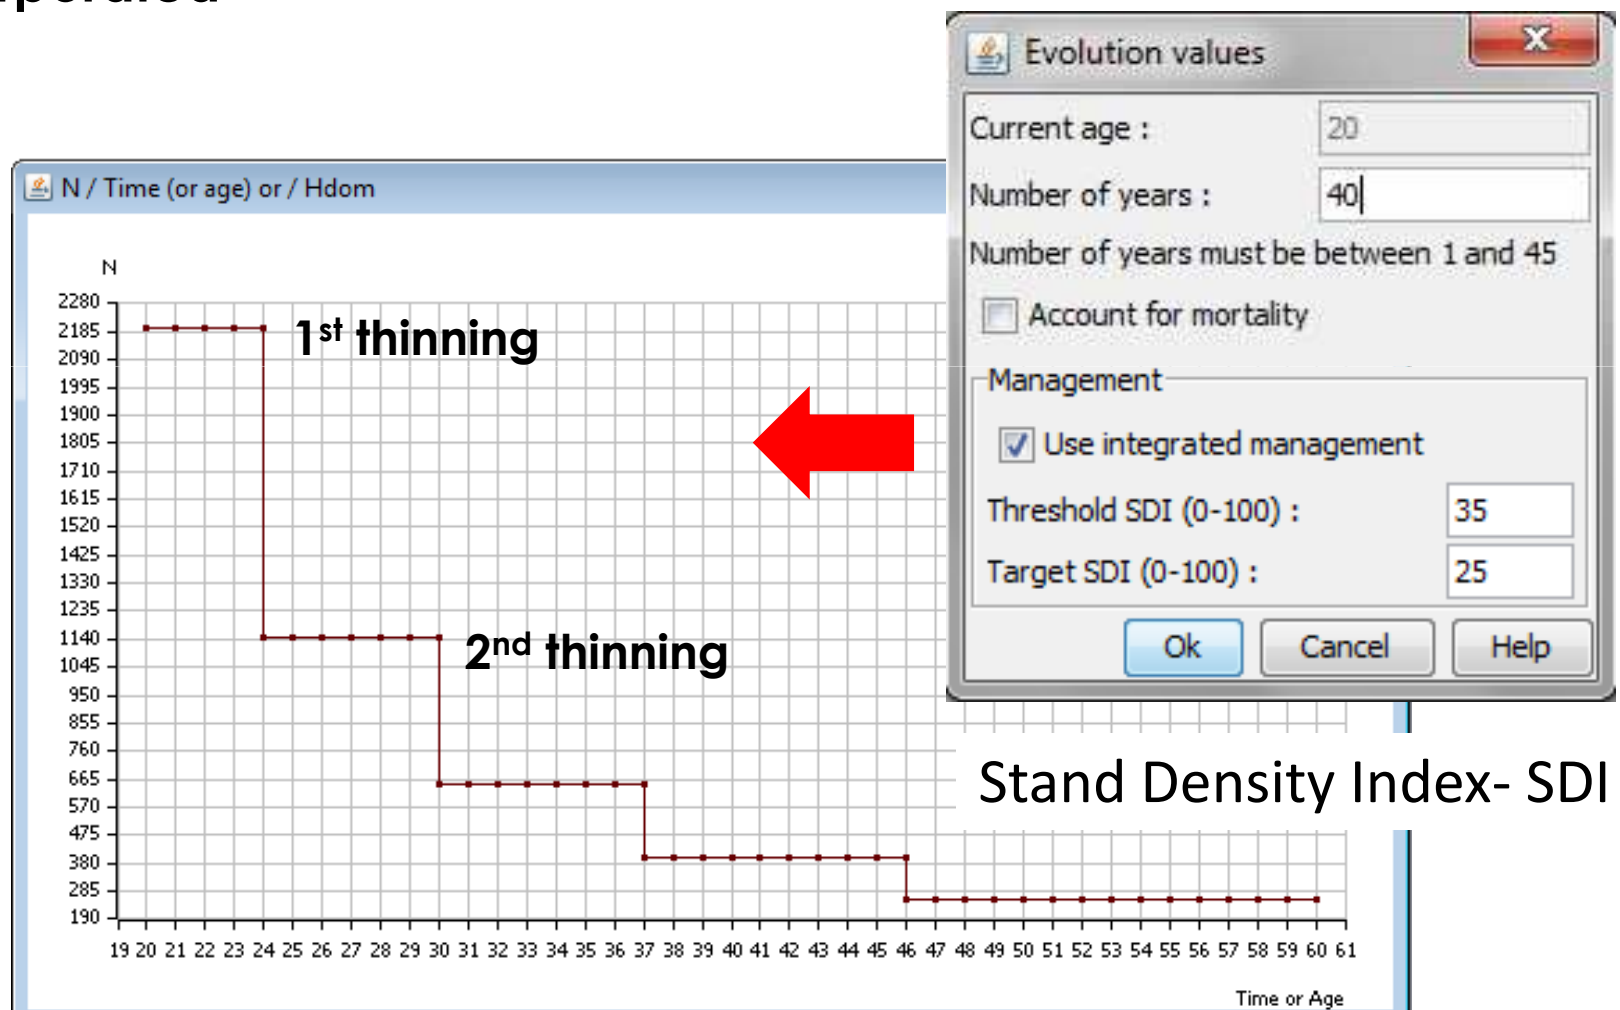 Evolution values
Current age : 20
Number of years : 40
Number of years must be between 1 and 45
Account for mortality
Management
Use integrated management
Threshold SDI (0-100) : 35
Target SDI (0-100) : 25
Ok Cancel Help
N / Time (or age) or / Hdom
N
2280
2185
2090
1995
1900
1805
1710
1615
1520
1425
1330
1235
1140
1045
950
855
760
665
570
475
380
285
190
1st thinning
2nd thinning
Stand Density Index- SDI
19 20 21 22 23 24 25 26 27 28 29 30 31 32 33 34 35 36 37 38 39 40 41 42 43 44 45 46 47 48 49 50 51 52 53 54 55 56 57 58 59 60 61
Time or Age